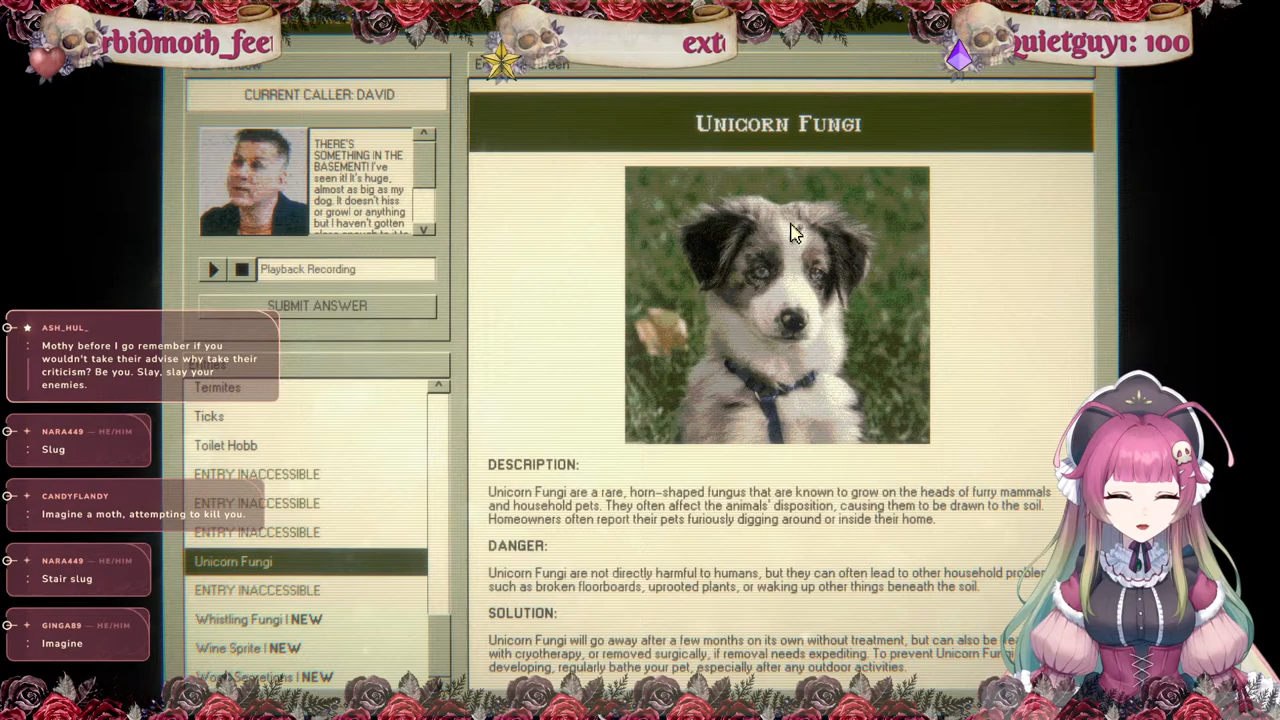 rbidmoth_fee
ext
quietguy1: 100
CURRENT CALLER: DAVID
THERE'S
SOMETHING IN THE
BASEMENT! I've
seen it! It's huge,
almost as big as my
dog. It doesn't hiss
or growl or anything
but I haven't gotten
Playback Recording
SUBMIT ANSWER
Termites
Ticks
Toilet Hobb
ENTRY INACCESSIBLE
ENTRY INACCESSIBLE
ENTRY INACCESSIBLE
Unicorn Fungi
ENTRY INACCESSIBLE
Whistling Fungi | NEW
Wine Sprite | NEW
Worm Secretions | NEW
UNICORN FUNGI
DESCRIPTION:
Unicorn Fungi are a rare, horn-shaped fungus that are known to grow on the heads of furry mammals
and household pets. They often affect the animals' disposition, causing them to be drawn to the soil.
Homeowners often report their pets furiously digging around or inside their home.
DANGER:
Unicorn Fungi are not directly harmful to humans, but they can often lead to other household problem
such as broken floorboards, uprooted plants, or waking up other things beneath the soil.
SOLUTION:
Unicorn Fungi will go away after a few months on its own without treatment, but can also be
with cryotherapy, or removed surgically, if removal needs expediting. To prevent Unicorn Fun
developing, regularly bathe your pet, especially after any outdoor activities.
ASH_HUL_
Mothy before I go remember if you
wouldn't take their advise why take their
criticism? Be you. Slay, slay your
enemies.
NARA449 — HE/HIM
Slug
CANDYFLANDY
Imagine a moth, attempting to kill you.
NARA449 — HE/HIM
Stair slug
GINGA89 — HE/HIM
Imagine